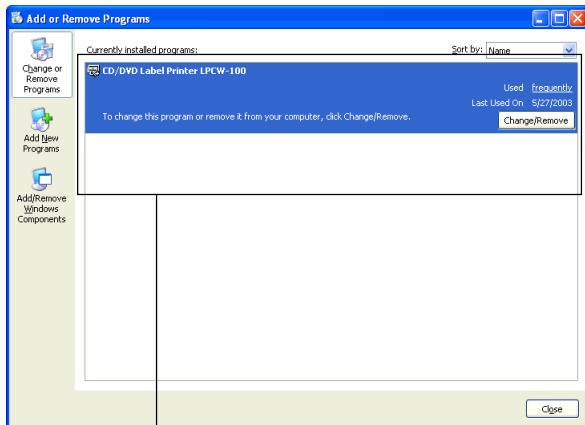 Add or Remove Programs
Change or
Remove
Programs
Add New
Programs
Add/Remove
Windows
Components
Currently installed programs:
Sort by: Name
CD/DVD Label Printer LPCW-100
Used frequently
Last Used On 5/27/2003
To change this program or remove it from your computer, click Change/Remove.
Change/Remove
Close